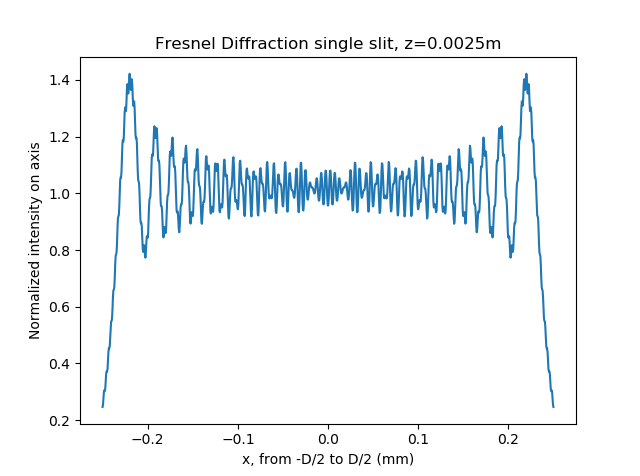 Fresnel Diffraction single slit, z=0.0025m
Normalized intensity on axis
1.4
1.2
1.0
0.8
0.6
0.4
0.2
−0.2 −0.1 0.0 0.1 0.2
x, from -D/2 to D/2 (mm)